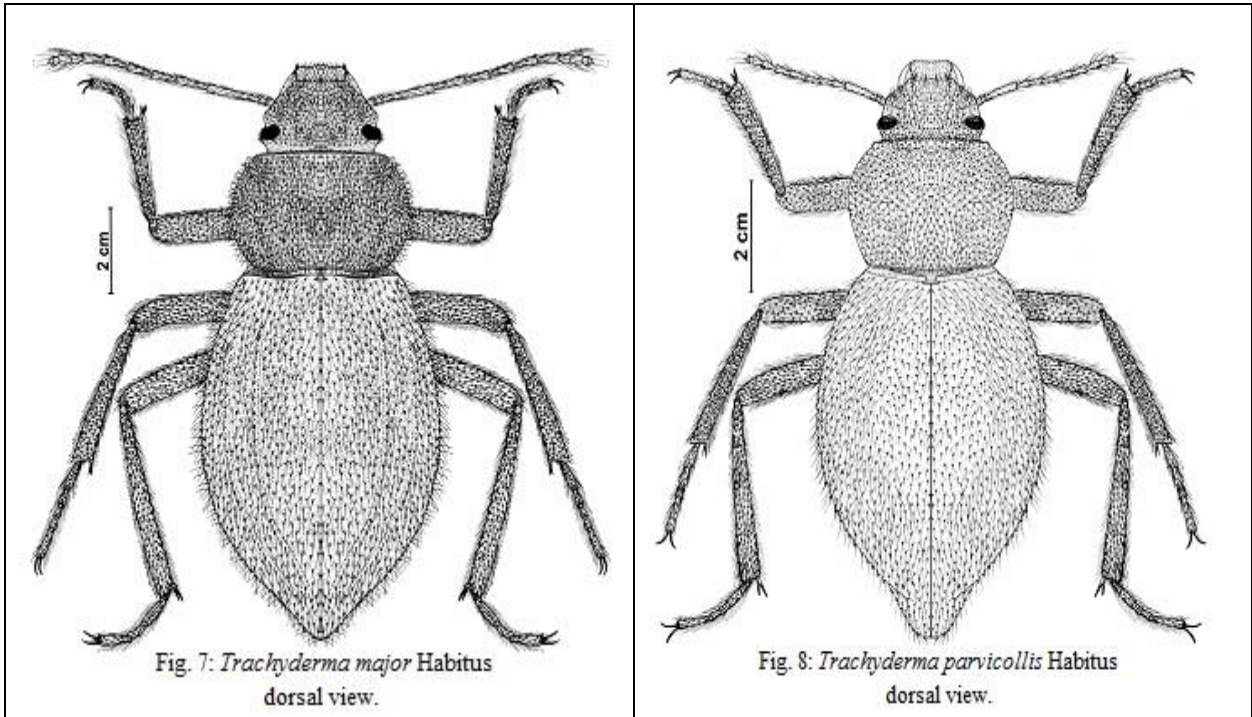 2 cm
Fig. 7: Trachyderma major Habitus
dorsal view.
2 cm
Fig. 8: Trachyderma parvicollis Habitus
dorsal view.